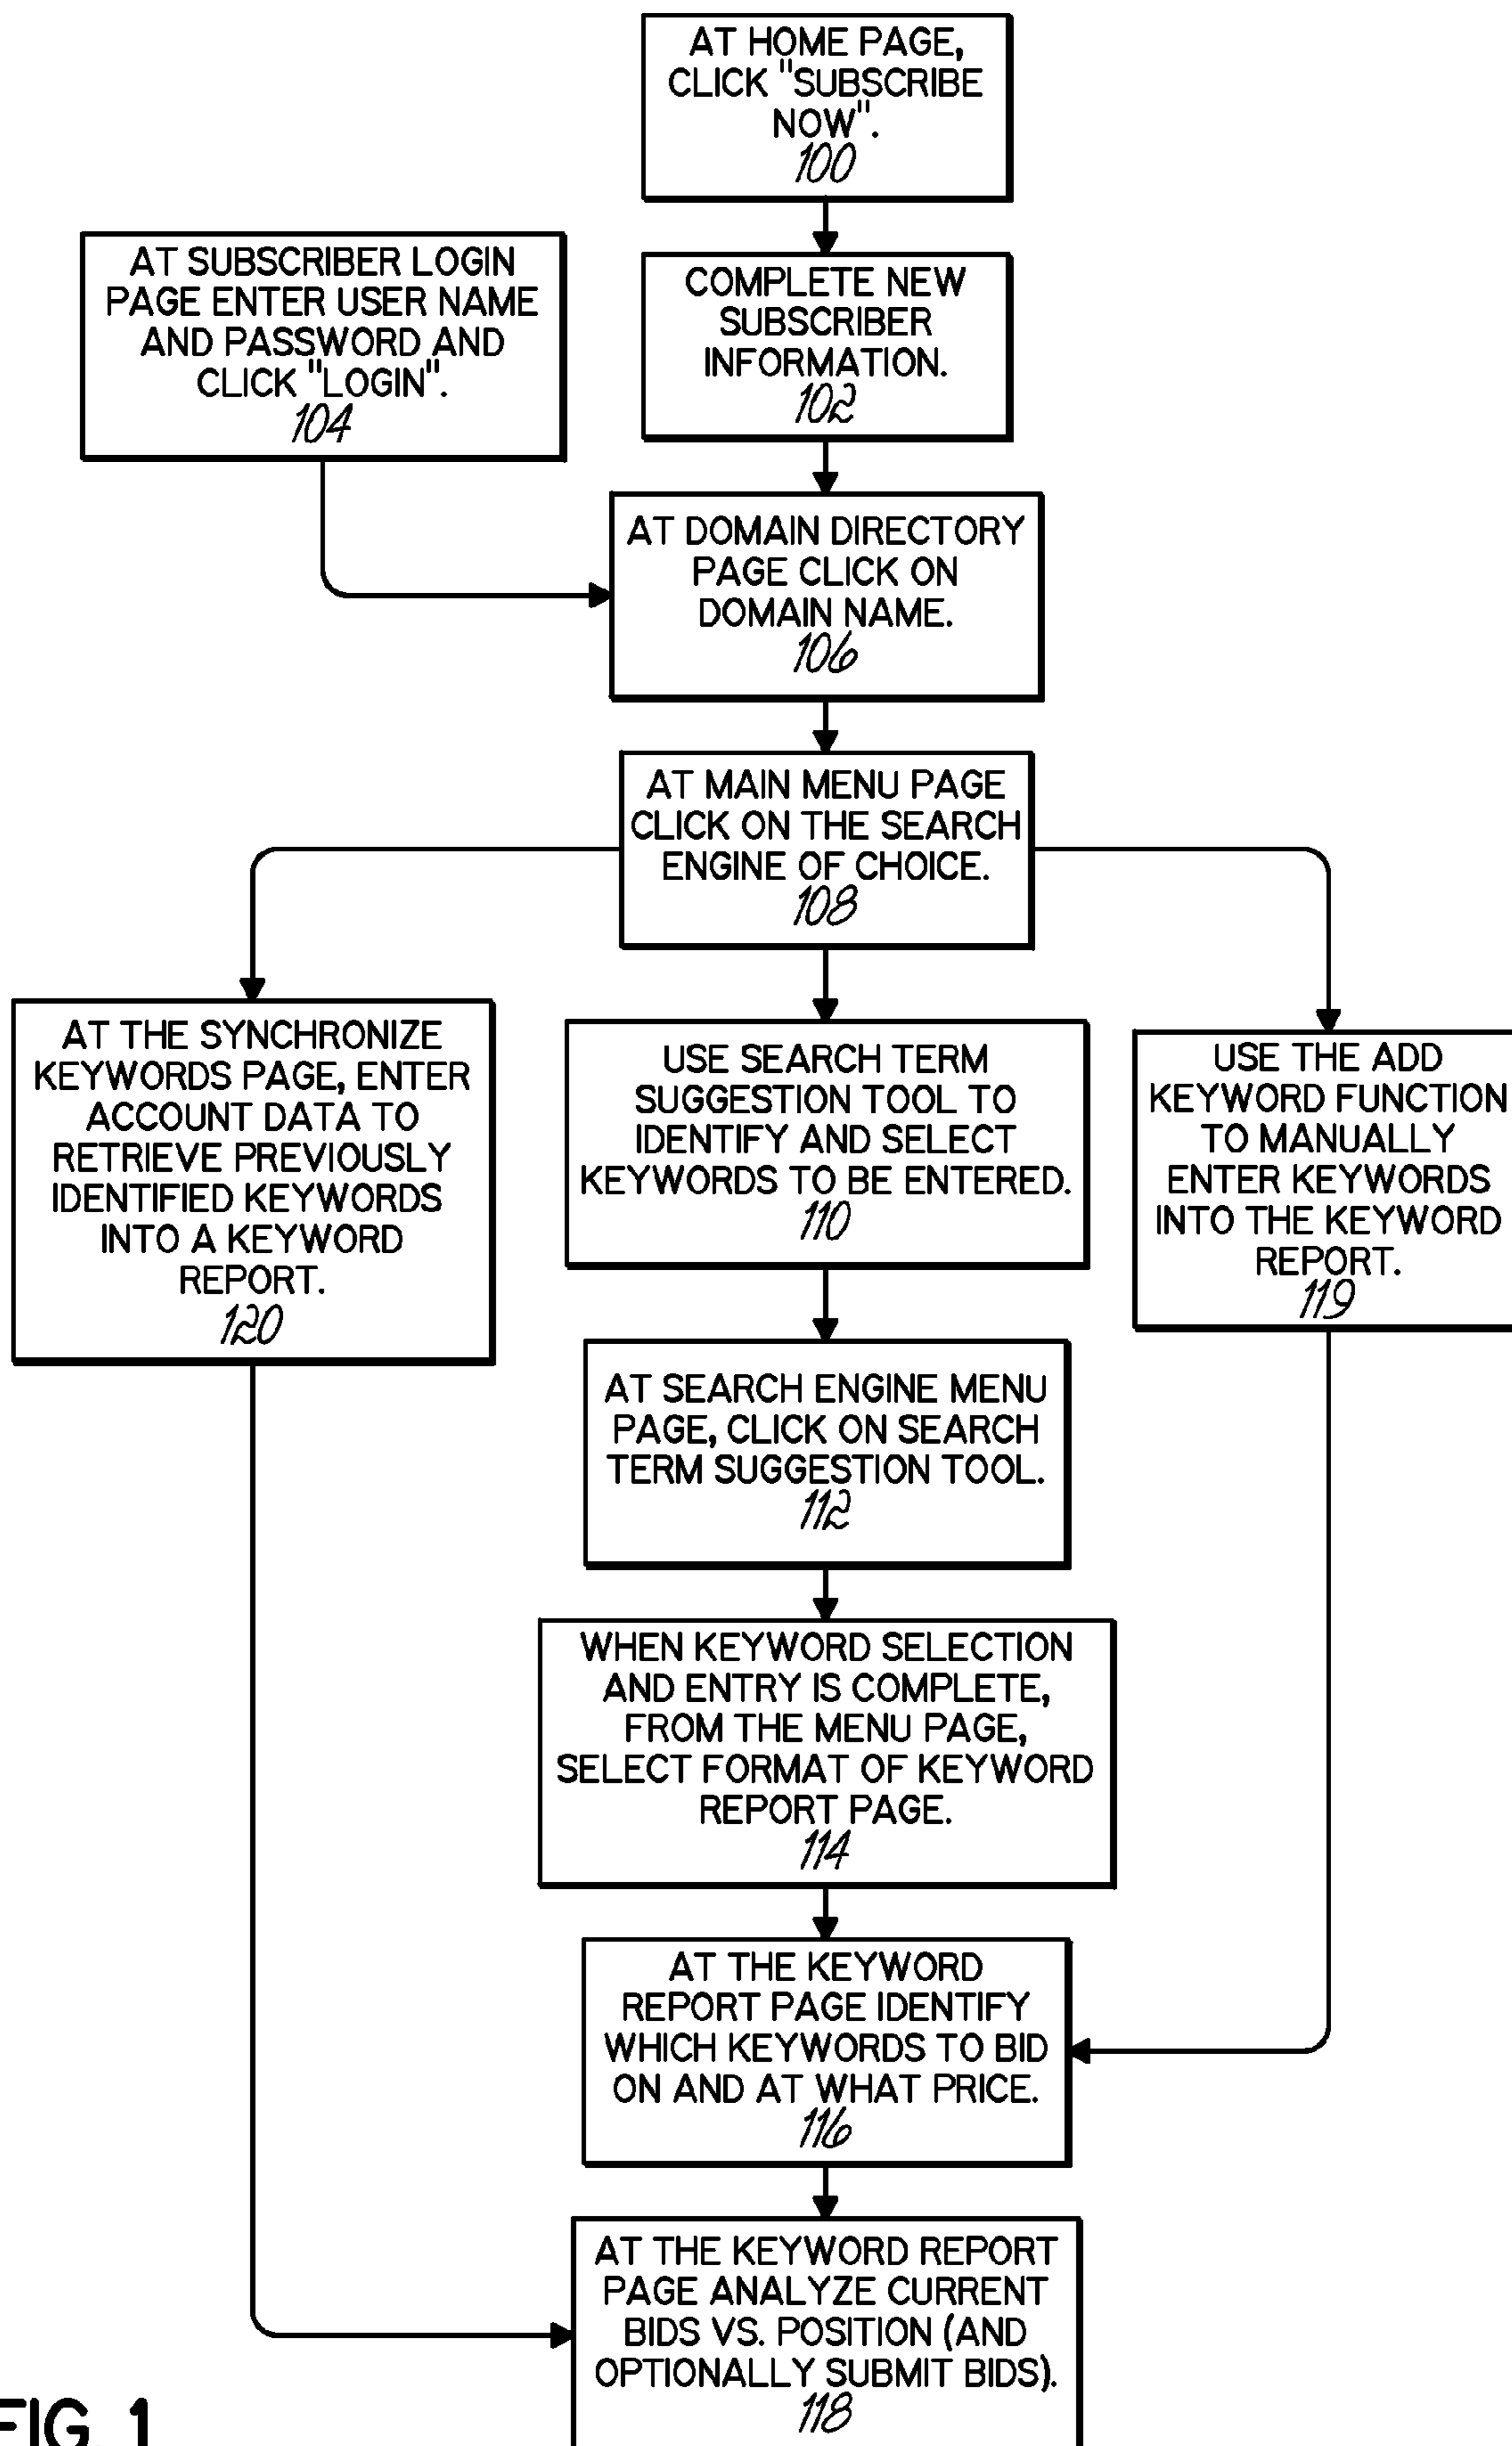 AT HOME PAGE,
CLICK "SUBSCRIBE
NOW".
100
AT SUBSCRIBER LOGIN
PAGE ENTER USER NAME
AND PASSWORD AND
CLICK "LOGIN".
104
COMPLETE NEW
SUBSCRIBER
INFORMATION.
102
AT DOMAIN DIRECTORY
PAGE CLICK ON
DOMAIN NAME.
106
AT MAIN MENU PAGE
CLICK ON THE SEARCH
ENGINE OF CHOICE.
108
AT THE SYNCHRONIZE
KEYWORDS PAGE, ENTER
ACCOUNT DATA TO
RETRIEVE PREVIOUSLY
IDENTIFIED KEYWORDS
INTO A KEYWORD
REPORT.
120
USE SEARCH TERM
SUGGESTION TOOL TO
IDENTIFY AND SELECT
KEYWORDS TO BE ENTERED.
110
USE THE ADD
KEYWORD FUNCTION
TO MANUALLY
ENTER KEYWORDS
INTO THE KEYWORD
REPORT.
119
AT SEARCH ENGINE MENU
PAGE, CLICK ON SEARCH
TERM SUGGESTION TOOL.
112
WHEN KEYWORD SELECTION
AND ENTRY IS COMPLETE,
FROM THE MENU PAGE,
SELECT FORMAT OF KEYWORD
REPORT PAGE.
114
AT THE KEYWORD
REPORT PAGE IDENTIFY
WHICH KEYWORDS TO BID
ON AND AT WHAT PRICE.
116
AT THE KEYWORD REPORT
PAGE ANALYZE CURRENT
BIDS VS. POSITION (AND
OPTIONALLY SUBMIT BIDS).
118
FIG. 1